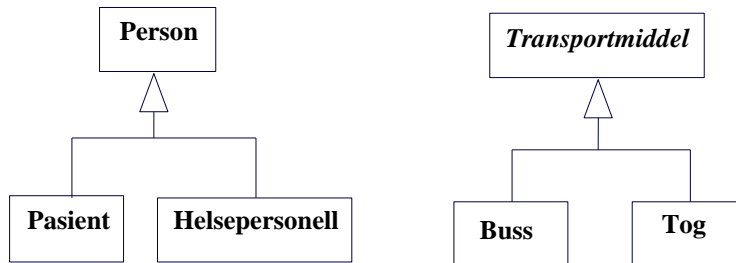 Person
Transportmiddel
Pasient
Helsepersonell
Buss
Tog